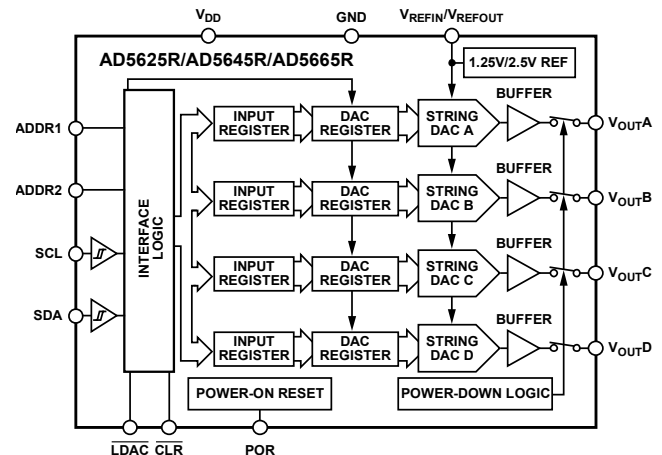 VDD
GND
VREFIN/VREFOUT
AD5625R/AD5645R/AD5665R
1.25V/2.5V REF
ADDR1
ADDR2
SCL
SDA
INTERFACE
LOGIC
INPUT
REGISTER
DAC
REGISTER
STRING
DAC A
BUFFER
VOUTA
INPUT
REGISTER
DAC
REGISTER
STRING
DAC B
BUFFER
VOUTB
INPUT
REGISTER
DAC
REGISTER
STRING
DAC C
BUFFER
VOUTC
INPUT
REGISTER
DAC
REGISTER
STRING
DAC D
BUFFER
VOUTD
POWER-ON RESET
POWER-DOWN LOGIC
LDAC
CLR
POR